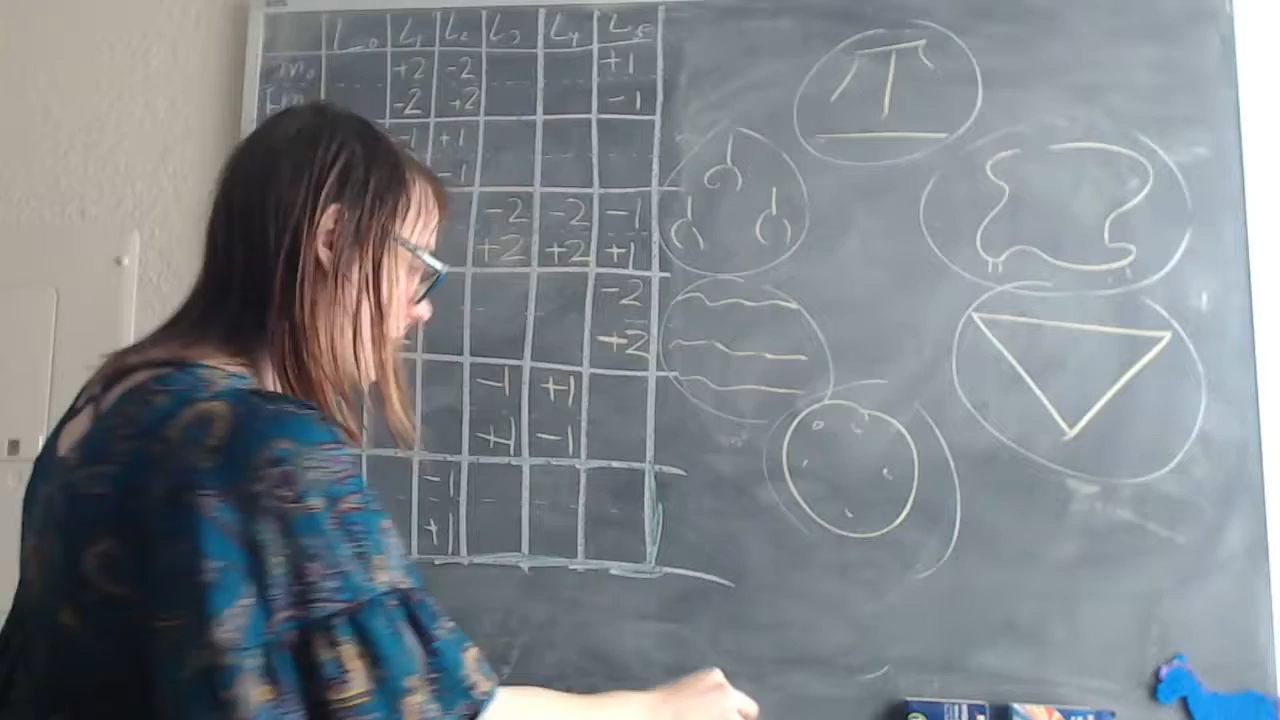 L₀ L₁ L₂ L₃ L₄ L₅
m₀ +2 -2 +1
-2 +2 -1
-1 +1
-1
-2 -2 -1
+2 +2 +1
-2
+2
-1 +1
+1 -1
-1
+1